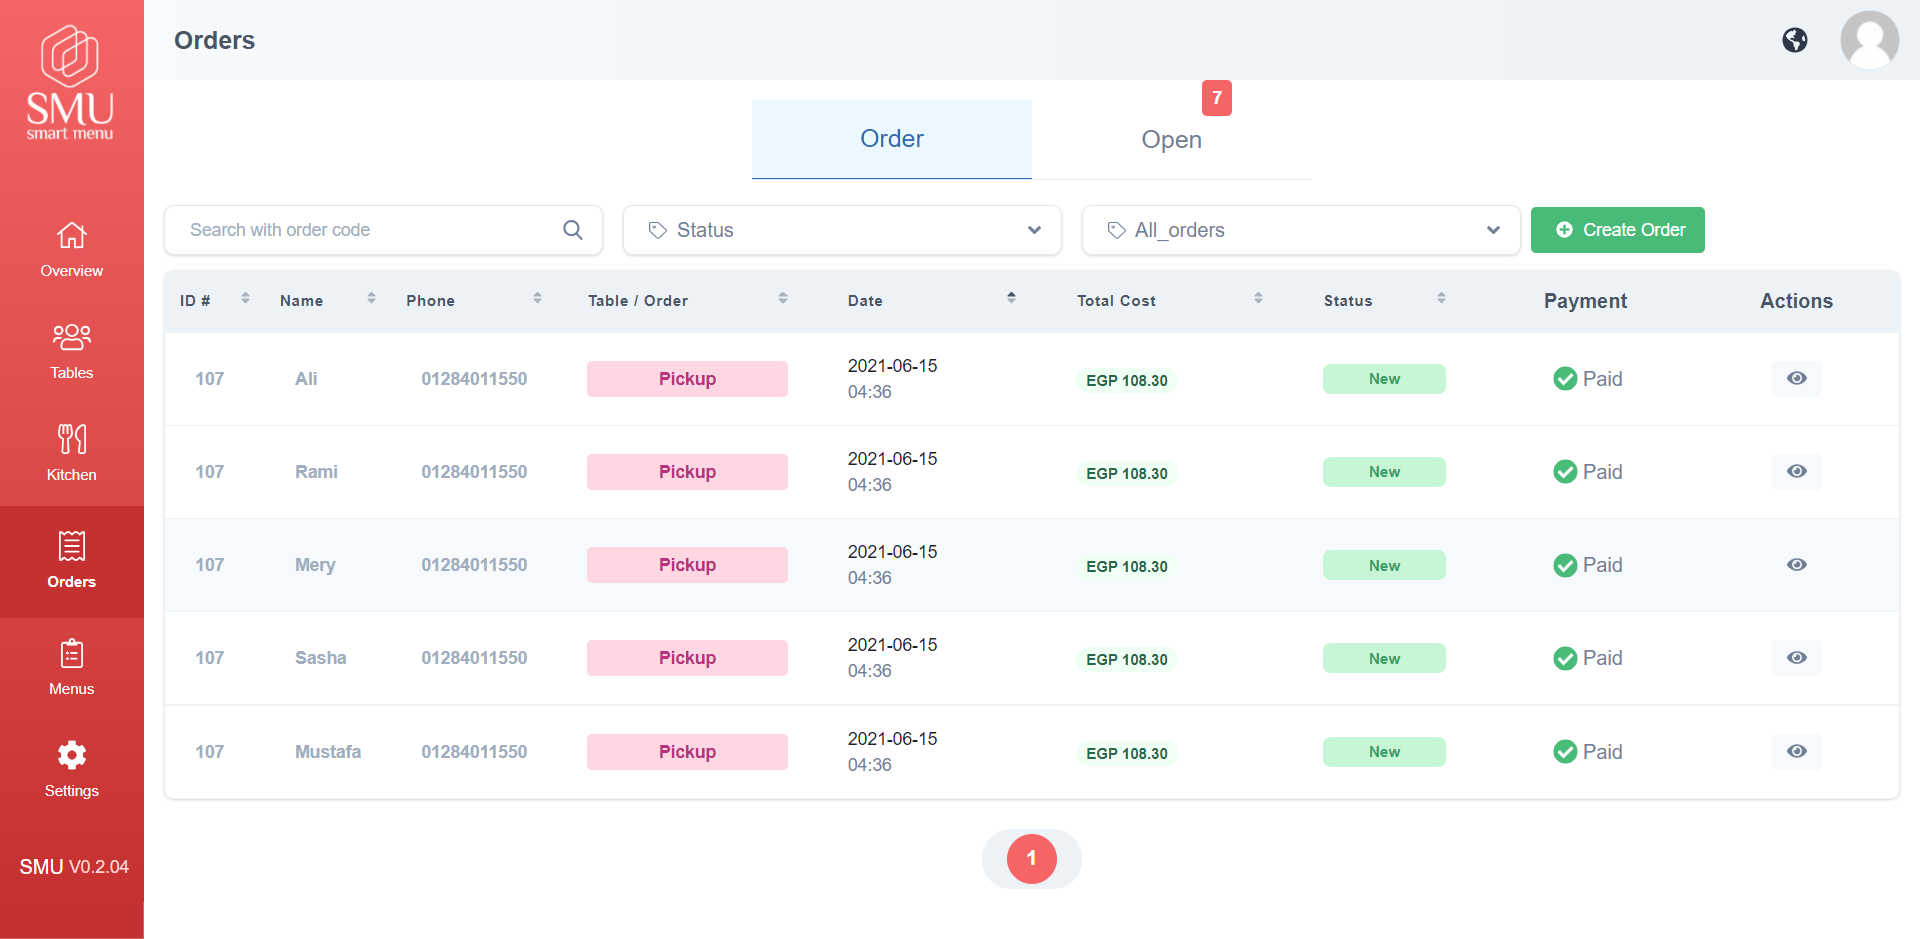 SMU
smart menu
Overview
Tables
Kitchen
Orders
Menus
Settings
SMU V0.2.04
Orders
Order
Open
7
Search with order code
Status
All_orders
Create Order
ID # Name Phone Table / Order Date Total Cost Status Payment Actions
107 Ali 01284011550 Pickup 2021-06-15 04:36 EGP 108.30 New Paid
107 Rami 01284011550 Pickup 2021-06-15 04:36 EGP 108.30 New Paid
107 Mery 01284011550 Pickup 2021-06-15 04:36 EGP 108.30 New Paid
107 Sasha 01284011550 Pickup 2021-06-15 04:36 EGP 108.30 New Paid
107 Mustafa 01284011550 Pickup 2021-06-15 04:36 EGP 108.30 New Paid
1